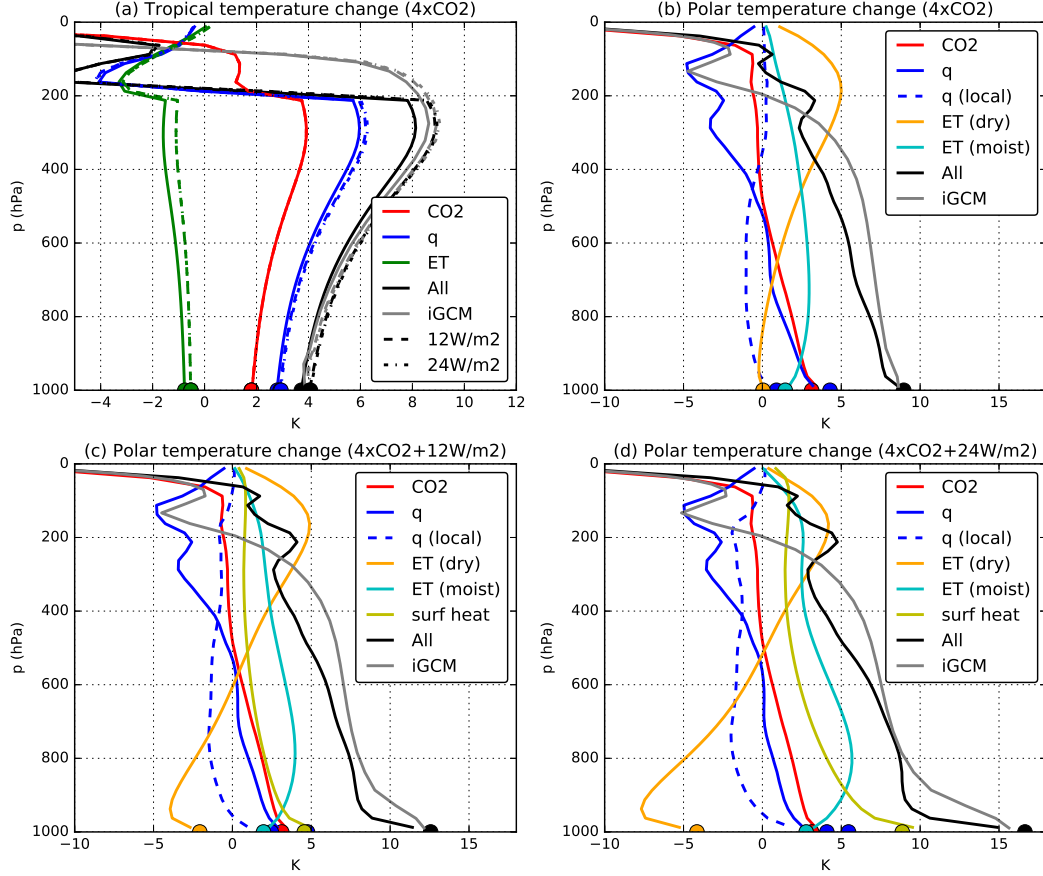 (a) Tropical temperature change (4xCO2)
0
200
400
600
800
1000
p (hPa)
−4
−2
0
2
4
6
8
10
12
K
CO2
q
ET
All
iGCM
12W/m2
24W/m2
(b) Polar temperature change (4xCO2)
0
200
400
600
800
1000
p (hPa)
−10
−5
0
5
10
15
K
CO2
q
q (local)
ET (dry)
ET (moist)
All
iGCM
(c) Polar temperature change (4xCO2+12W/m2)
0
200
400
600
800
1000
p (hPa)
−10
−5
0
5
10
15
K
CO2
q
q (local)
ET (dry)
ET (moist)
surf heat
All
iGCM
(d) Polar temperature change (4xCO2+24W/m2)
0
200
400
600
800
1000
p (hPa)
−10
−5
0
5
10
15
K
CO2
q
q (local)
ET (dry)
ET (moist)
surf heat
All
iGCM